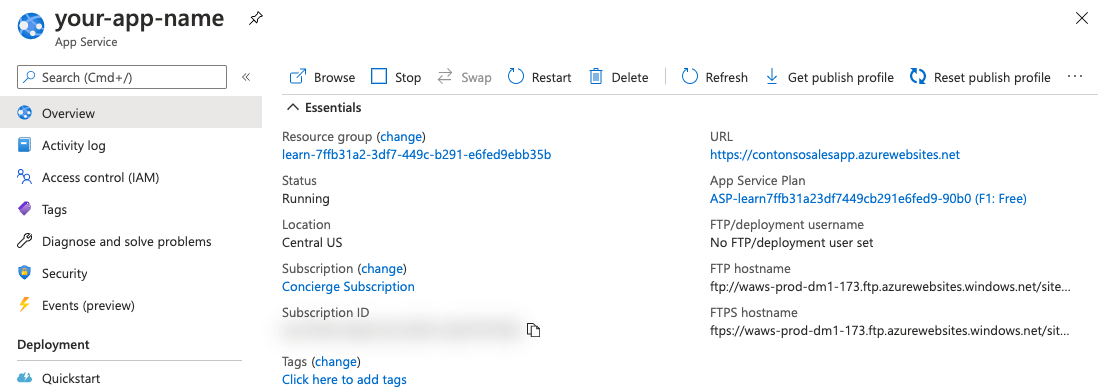 your-app-name
App Service
Search (Cmd+/)
«
Overview
Activity log
Access control (IAM)
Tags
Diagnose and solve problems
Security
Events (preview)
Deployment
Quickstart
Browse Stop Swap Restart Delete Refresh Get publish profile Reset publish profile ...
Essentials
Resource group (change)
learn-7ffb31a2-3df7-449c-b291-e6fed9ebb35b
Status
Running
Location
Central US
Subscription (change)
Concierge Subscription
Subscription ID
Tags (change)
Click here to add tags
URL
https://contonsosalesapp.azurewebsites.net
App Service Plan
ASP-learn7ffb31a23df7449cb291e6fed9-90b0 (F1: Free)
FTP/deployment username
No FTP/deployment user set
FTP hostname
ftp://waws-prod-dm1-173.ftp.azurewebsites.windows.net/site...
FTPS hostname
ftps://waws-prod-dm1-173.ftp.azurewebsites.windows.net/sit...